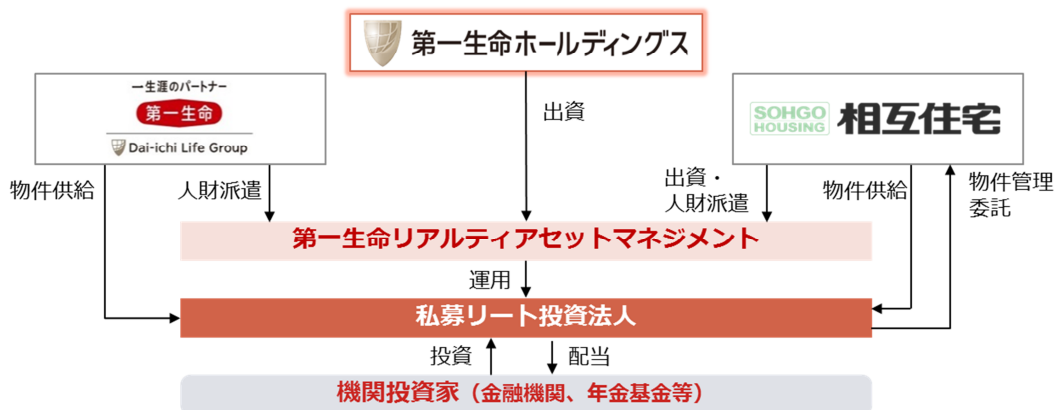 第一生命ホールディングス
一生涯のパートナー
第一生命
Dai-ichi Life Group
出資
SOHGO
HOUSING
相互住宅
物件供給
人財派遣
出資・
人財派遣
物件供給
物件管理
委託
第一生命リアルティアセットマネジメント
運用
私募リート投資法人
投資
配当
機関投資家（金融機関、年金基金等）